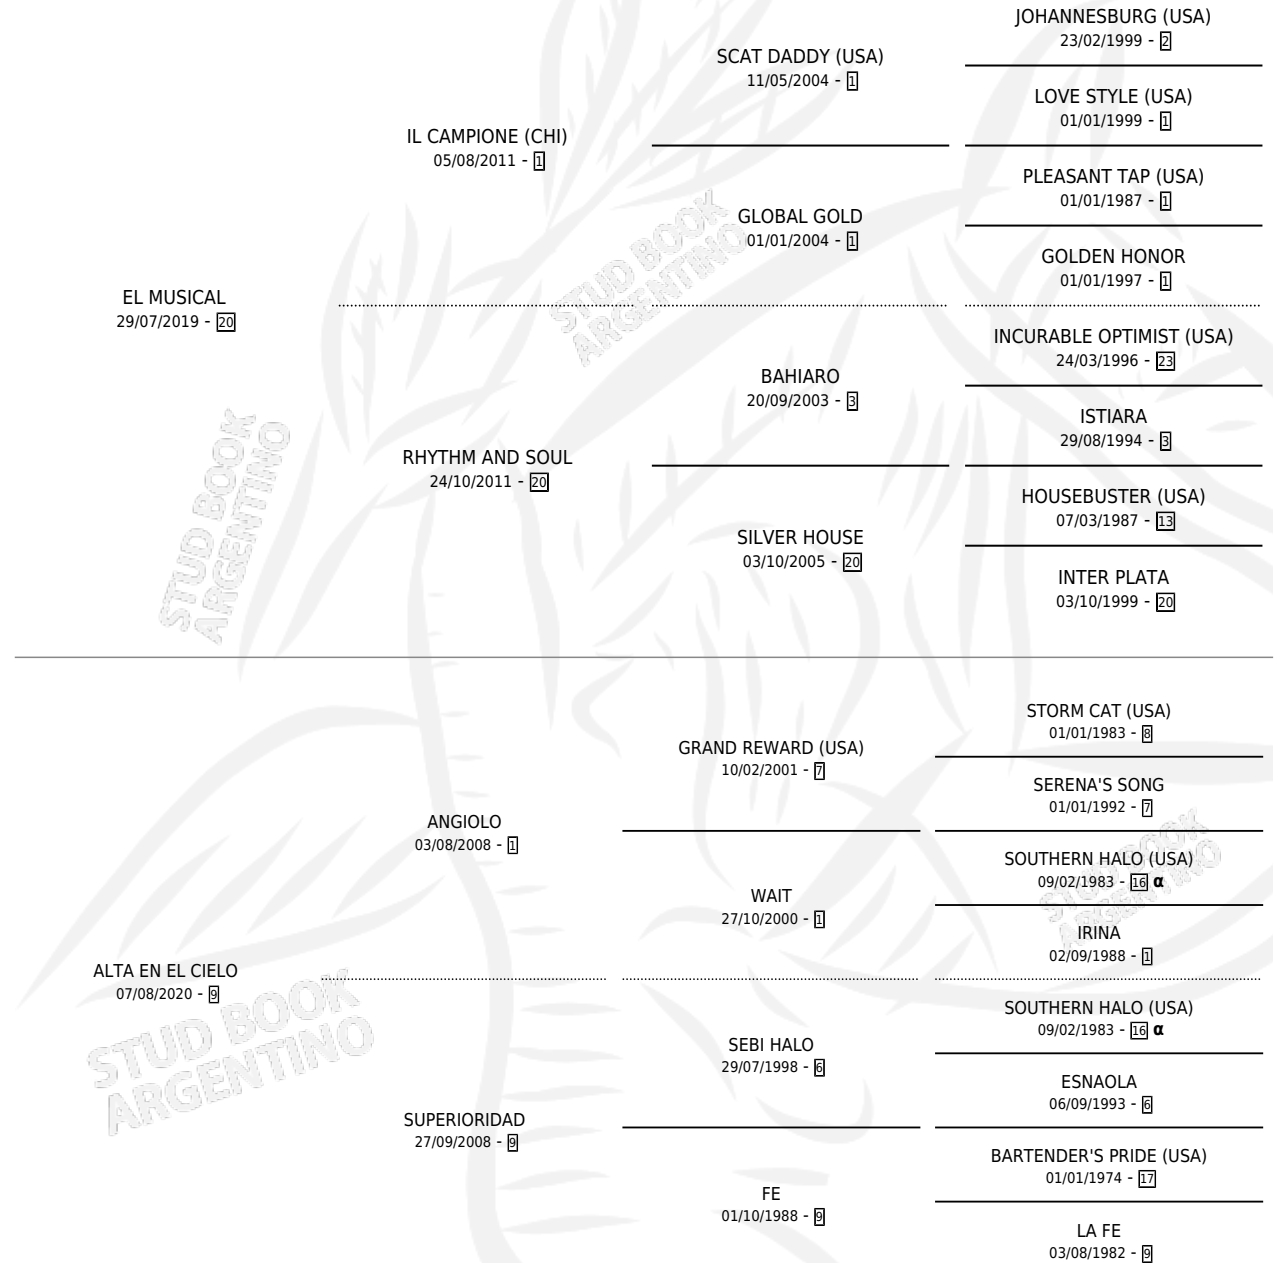 JOHANNESBURG (USA)
23/02/1999 - 2
SCAT DADDY (USA)
11/05/2004 - 1
LOVE STYLE (USA)
01/01/1999 - 1
IL CAMPIONE (CHI)
05/08/2011 - 1
PLEASANT TAP (USA)
01/01/1987 - 1
GLOBAL GOLD
01/01/2004 - 1
GOLDEN HONOR
01/01/1997 - 1
EL MUSICAL
29/07/2019 - 20
INCURABLE OPTIMIST (USA)
24/03/1996 - 23
BAHIARO
20/09/2003 - 3
ISTIARA
29/08/1994 - 3
RHYTHM AND SOUL
24/10/2011 - 20
HOUSEBUSTER (USA)
07/03/1987 - 13
SILVER HOUSE
03/10/2005 - 20
INTER PLATA
03/10/1999 - 20
STORM CAT (USA)
01/01/1983 - 8
GRAND REWARD (USA)
10/02/2001 - 7
SERENA'S SONG
01/01/1992 - 7
ANGIOLO
03/08/2008 - 1
SOUTHERN HALO (USA)
09/02/1983 - 16 α
WAIT
27/10/2000 - 1
IRINA
02/09/1988 - 1
ALTA EN EL CIELO
07/08/2020 - 9
SOUTHERN HALO (USA)
09/02/1983 - 16 α
SEBI HALO
29/07/1998 - 6
ESNAOLA
06/09/1993 - 6
SUPERIORIDAD
27/09/2008 - 9
BARTENDER'S PRIDE (USA)
01/01/1974 - 17
FE
01/10/1988 - 9
LA FE
03/08/1982 - 9
STUD BOOK
ARGENTINO
STUD BOOK
ARGENTINO
STUD BOOK
ARGENTINO
STUD BOOK
ARGENTINO